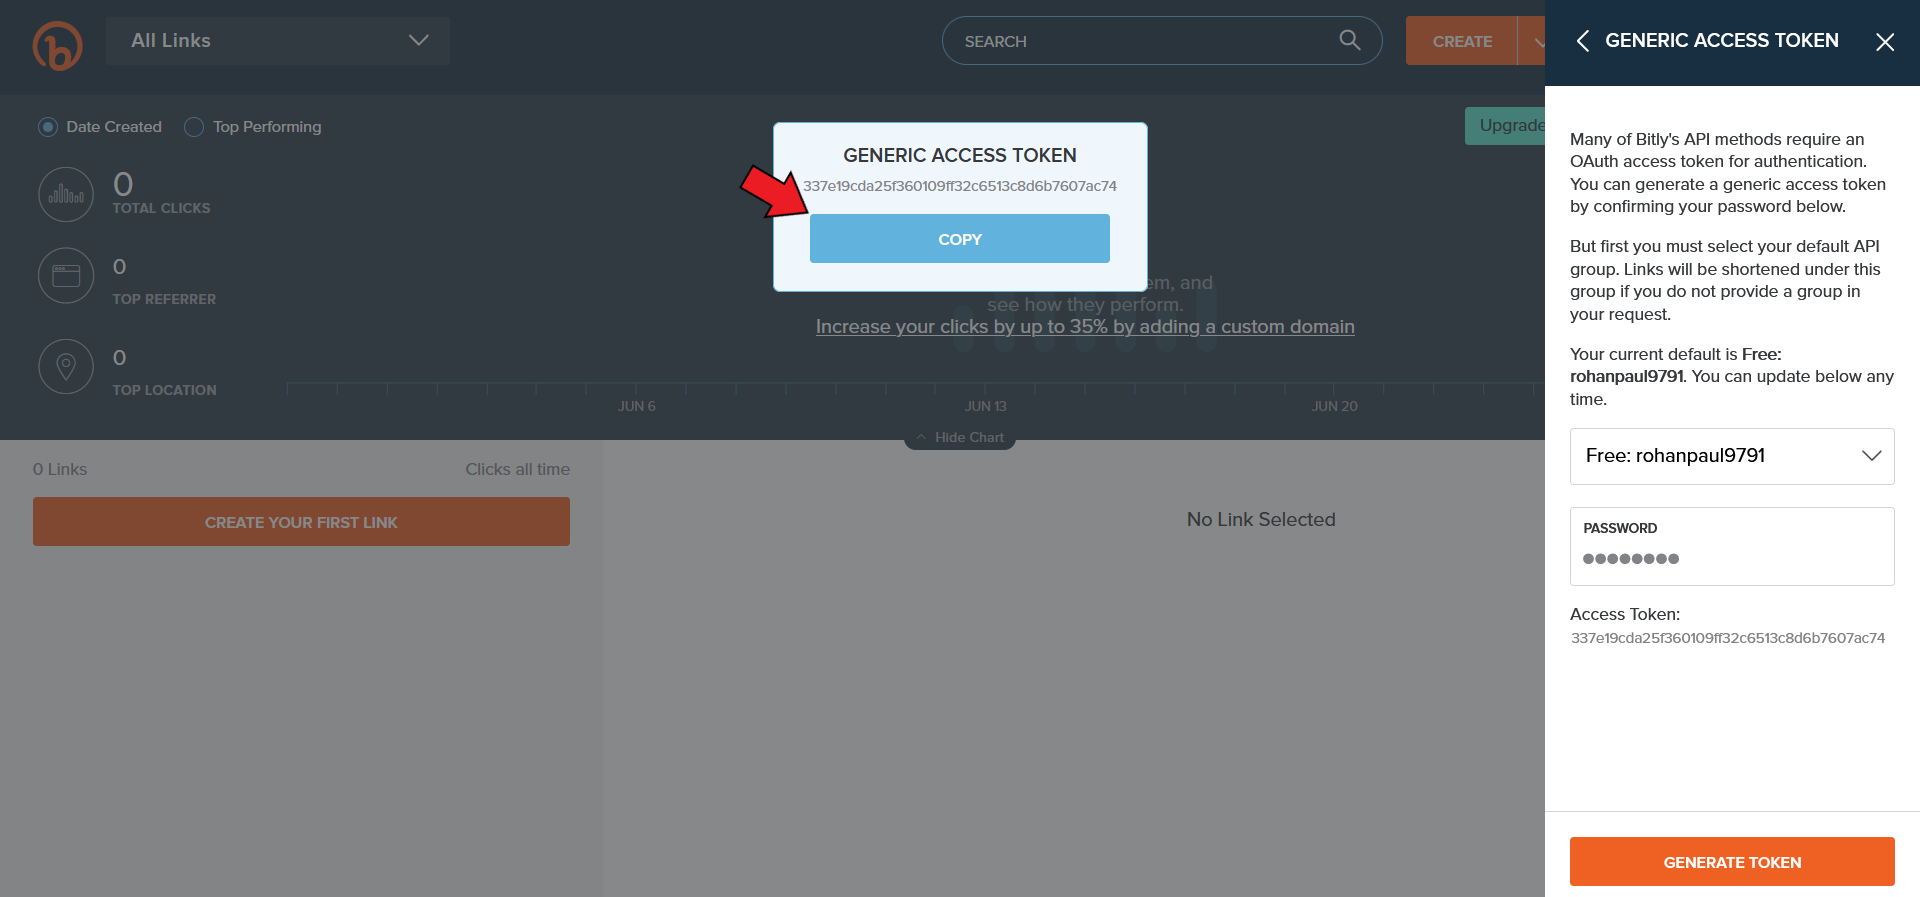 All Links
SEARCH
CREATE
GENERIC ACCESS TOKEN
Date Created
Top Performing
Upgrade
0
TOTAL CLICKS
0
TOP REFERRER
0
TOP LOCATION
GENERIC ACCESS TOKEN
337e19cda25f360109ff32c6513c8d6b7607ac74
COPY
em, and
see how they perform.
Increase your clicks by up to 35% by adding a custom domain
JUN 6
JUN 13
JUN 20
Hide Chart
0 Links
Clicks all time
CREATE YOUR FIRST LINK
No Link Selected
Many of Bitly's API methods require an
OAuth access token for authentication.
You can generate a generic access token
by confirming your password below.
But first you must select your default API
group. Links will be shortened under this
group if you do not provide a group in
your request.
Your current default is Free:
rohanpaul9791. You can update below any
time.
Free: rohanpaul9791
PASSWORD
Access Token:
337e19cda25f360109ff32c6513c8d6b7607ac74
GENERATE TOKEN